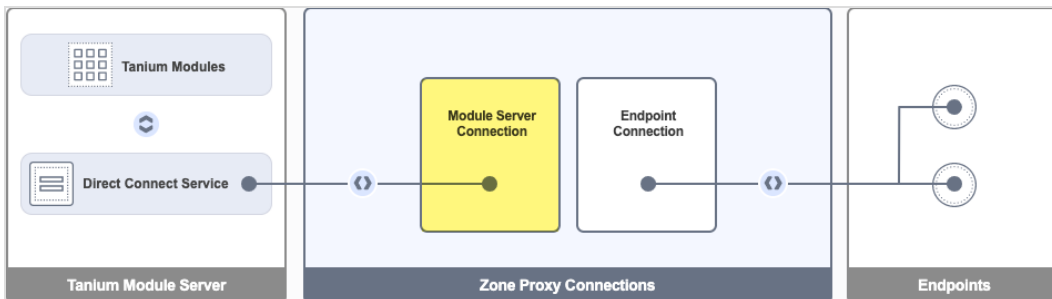 Tanium Modules
Direct Connect Service
Tanium Module Server
Module Server
Connection
Endpoint
Connection
Zone Proxy Connections
Endpoints